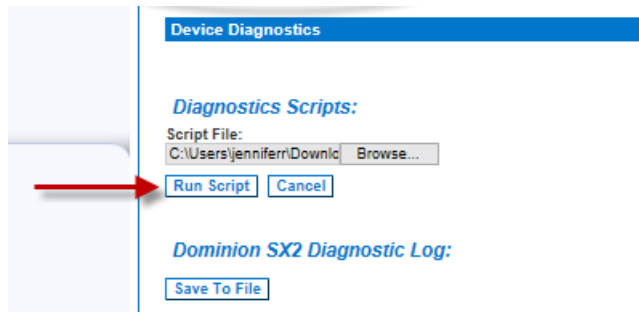 Device Diagnostics
Diagnostics Scripts:
Script File:
C:\Users\jenniferr\Downlo Browse...
Run Script Cancel
Dominion SX2 Diagnostic Log:
Save To File